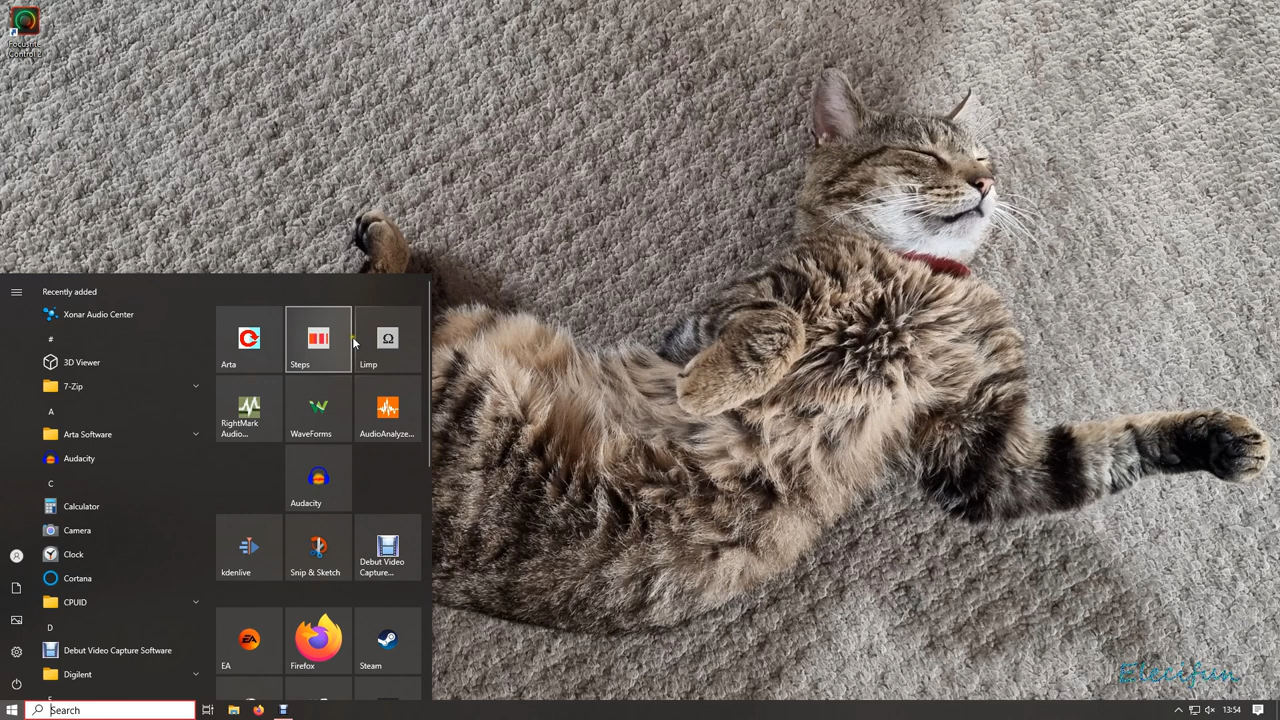 Focusrite
Control 2
Recently added
Xonar Audio Center
#
3D Viewer
7-Zip
A
Arta Software
Audacity
C
Calculator
Camera
Clock
Cortana
CPUID
D
Debut Video Capture Software
Digilent
Arta
Steps
Limp
RightMark
Audio...
WaveForms
AudioAnalyze...
Audacity
kdenlive
Snip & Sketch
Debut Video
Capture...
EA
Firefox
Steam
Elecifun
Search
13:54